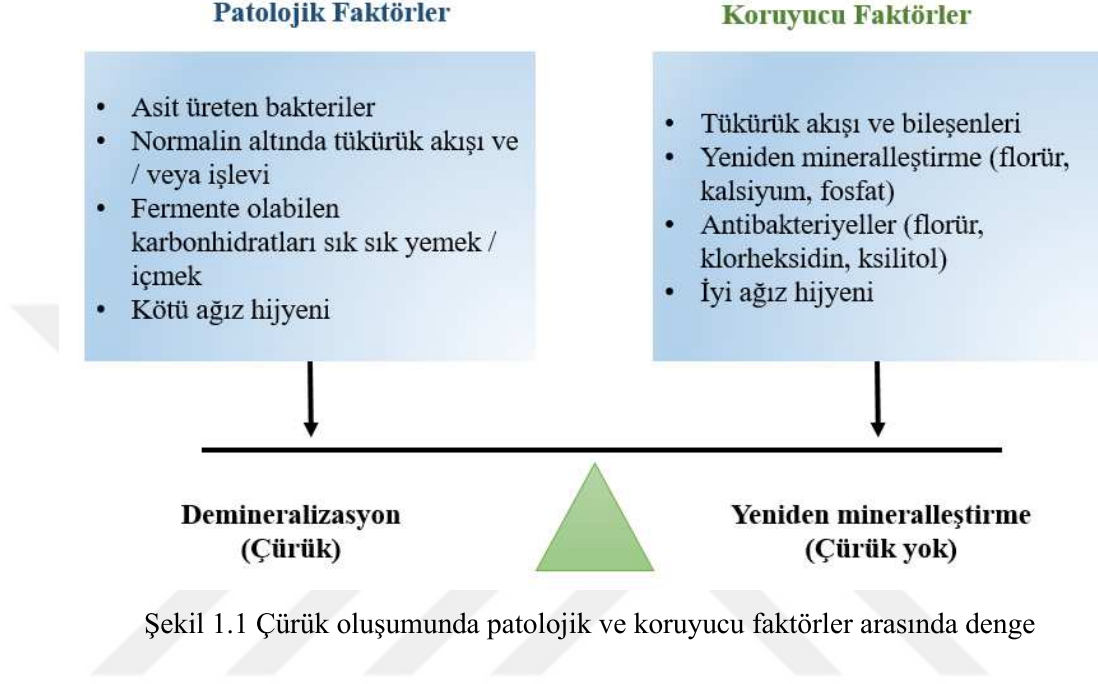 Patolojik Faktörler
• Asit üreten bakteriler
• Normalin altında tükürük akışı ve
/ veya işlevi
• Fermente olabilen
karbonhidratları sık sık yemek /
içmek
• Kötü ağız hijyeni
Koruyucu Faktörler
• Tükürük akışı ve bileşenleri
• Yeniden mineralleştirme (florür,
kalsiyum, fosfat)
• Antibakteriyeller (florür,
klorheksidin, ksilitol)
• İyi ağız hijyeni
Demineralizasyon
(Çürük)
Yeniden mineralleştirme
(Çürük yok)
Şekil 1.1 Çürük oluşumunda patolojik ve koruyucu faktörler arasında denge